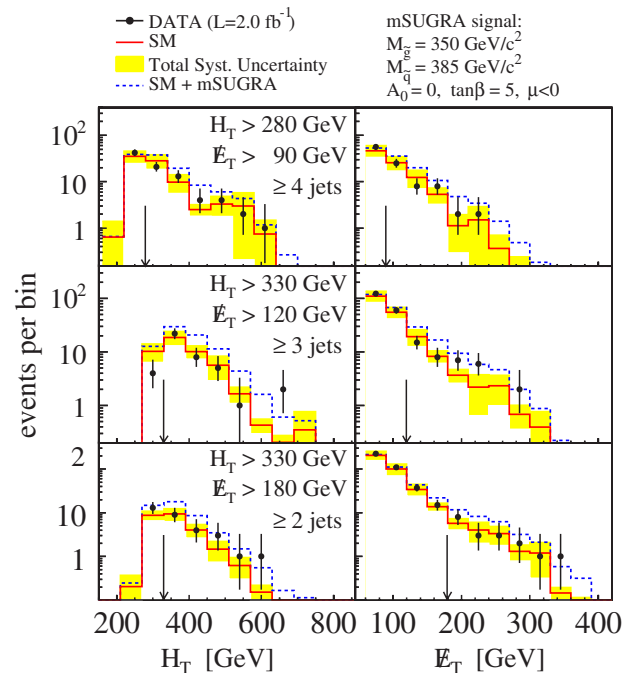 DATA (L=2.0 fb⁻¹)
SM
Total Syst. Uncertainty
SM + mSUGRA
mSUGRA signal:
M_g̃ = 350 GeV/c²
M_q̃ = 385 GeV/c²
A₀ = 0, tanβ = 5, μ<0
events per bin
10²
10
1
H_T > 280 GeV
E̸_T > 90 GeV
≥ 4 jets
10²
10
1
H_T > 330 GeV
E̸_T > 120 GeV
≥ 3 jets
2
10
1
H_T > 330 GeV
E̸_T > 180 GeV
≥ 2 jets
200 400 600 800
100 200 300 400
H_T [GeV]
E̸_T [GeV]